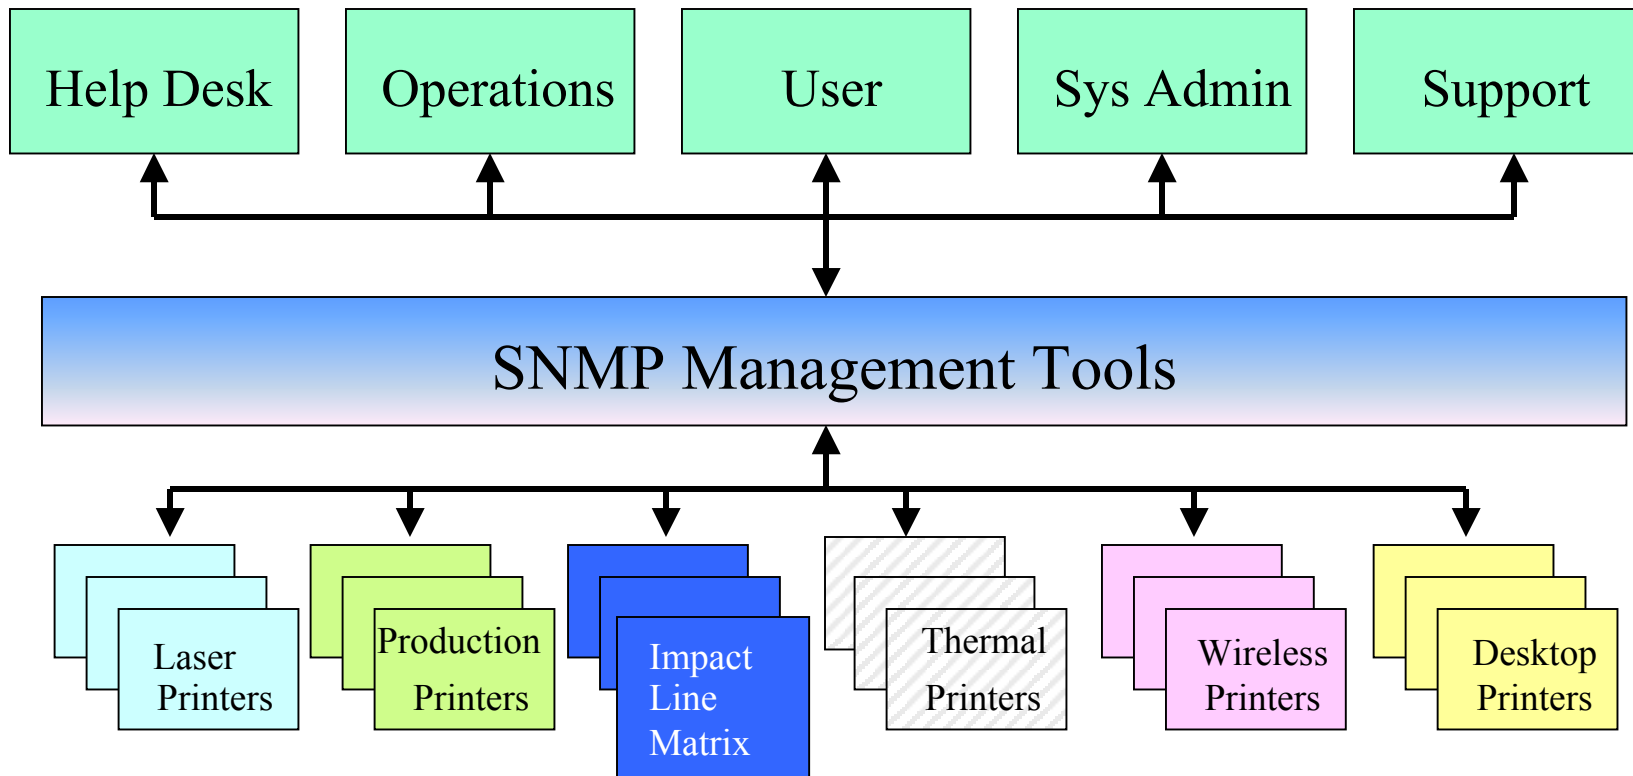 Help Desk
Operations
User
Sys Admin
Support
SNMP Management Tools
Laser
Printers
Production
Printers
Impact
Line
Matrix
Thermal
Printers
Wireless
Printers
Desktop
Printers